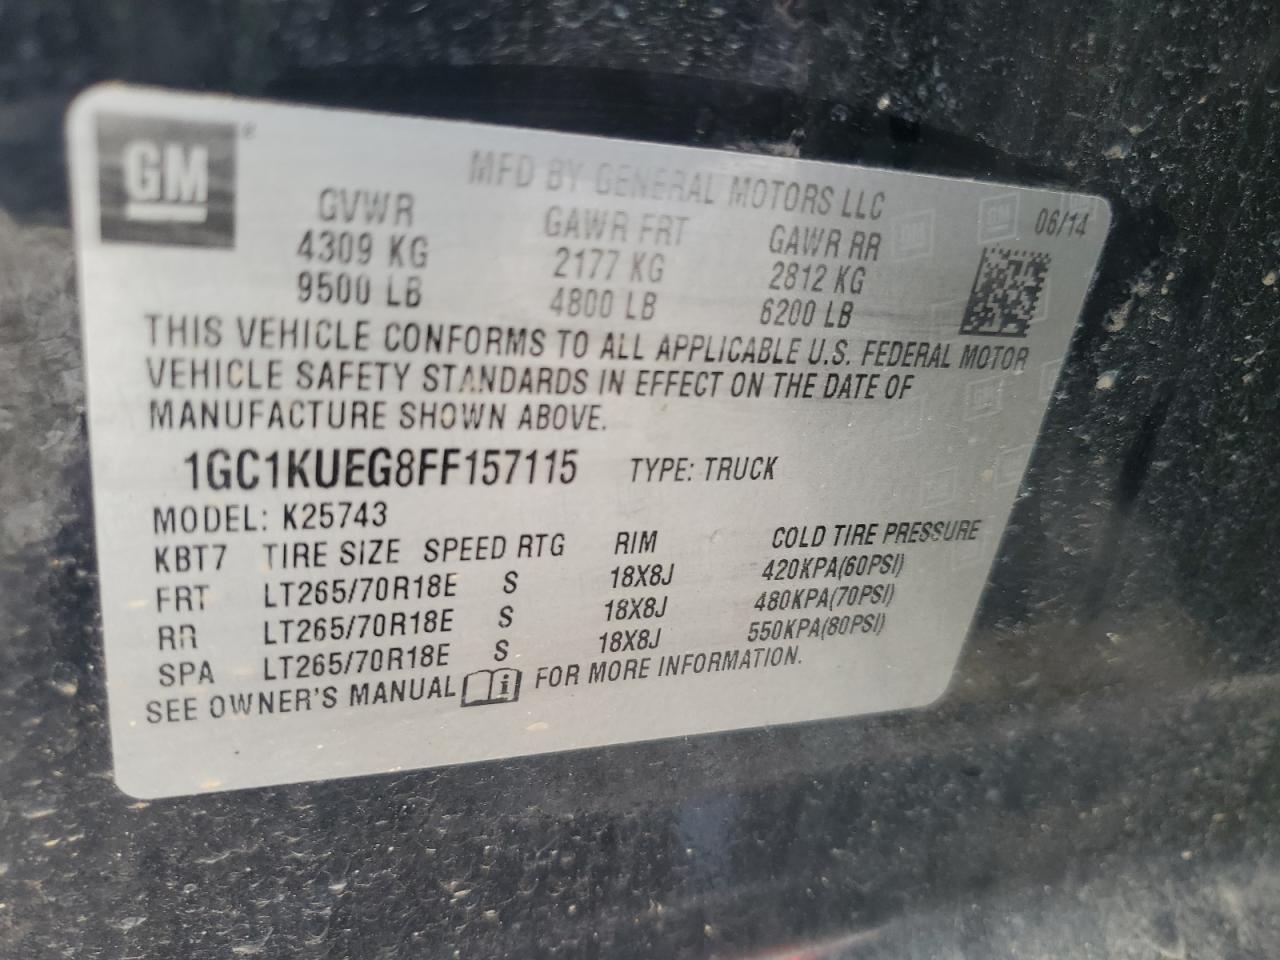 GM
MFD BY GENERAL MOTORS LLC 06/14
GVWR GAWR FRT GAWR RR
4309 KG 2177 KG 2812 KG
9500 LB 4800 LB 6200 LB
THIS VEHICLE CONFORMS TO ALL APPLICABLE U.S. FEDERAL MOTOR
VEHICLE SAFETY STANDARDS IN EFFECT ON THE DATE OF
MANUFACTURE SHOWN ABOVE.
1GC1KUEG8FF157115 TYPE: TRUCK
MODEL: K25743
KBT7 TIRE SIZE SPEED RTG RIM COLD TIRE PRESSURE
FRT LT265/70R18E S 18X8J 420KPA(60PSI)
RR LT265/70R18E S 18X8J 480KPA(70PSI)
SPA LT265/70R18E S 18X8J 550KPA(80PSI)
SEE OWNER'S MANUAL i FOR MORE INFORMATION.